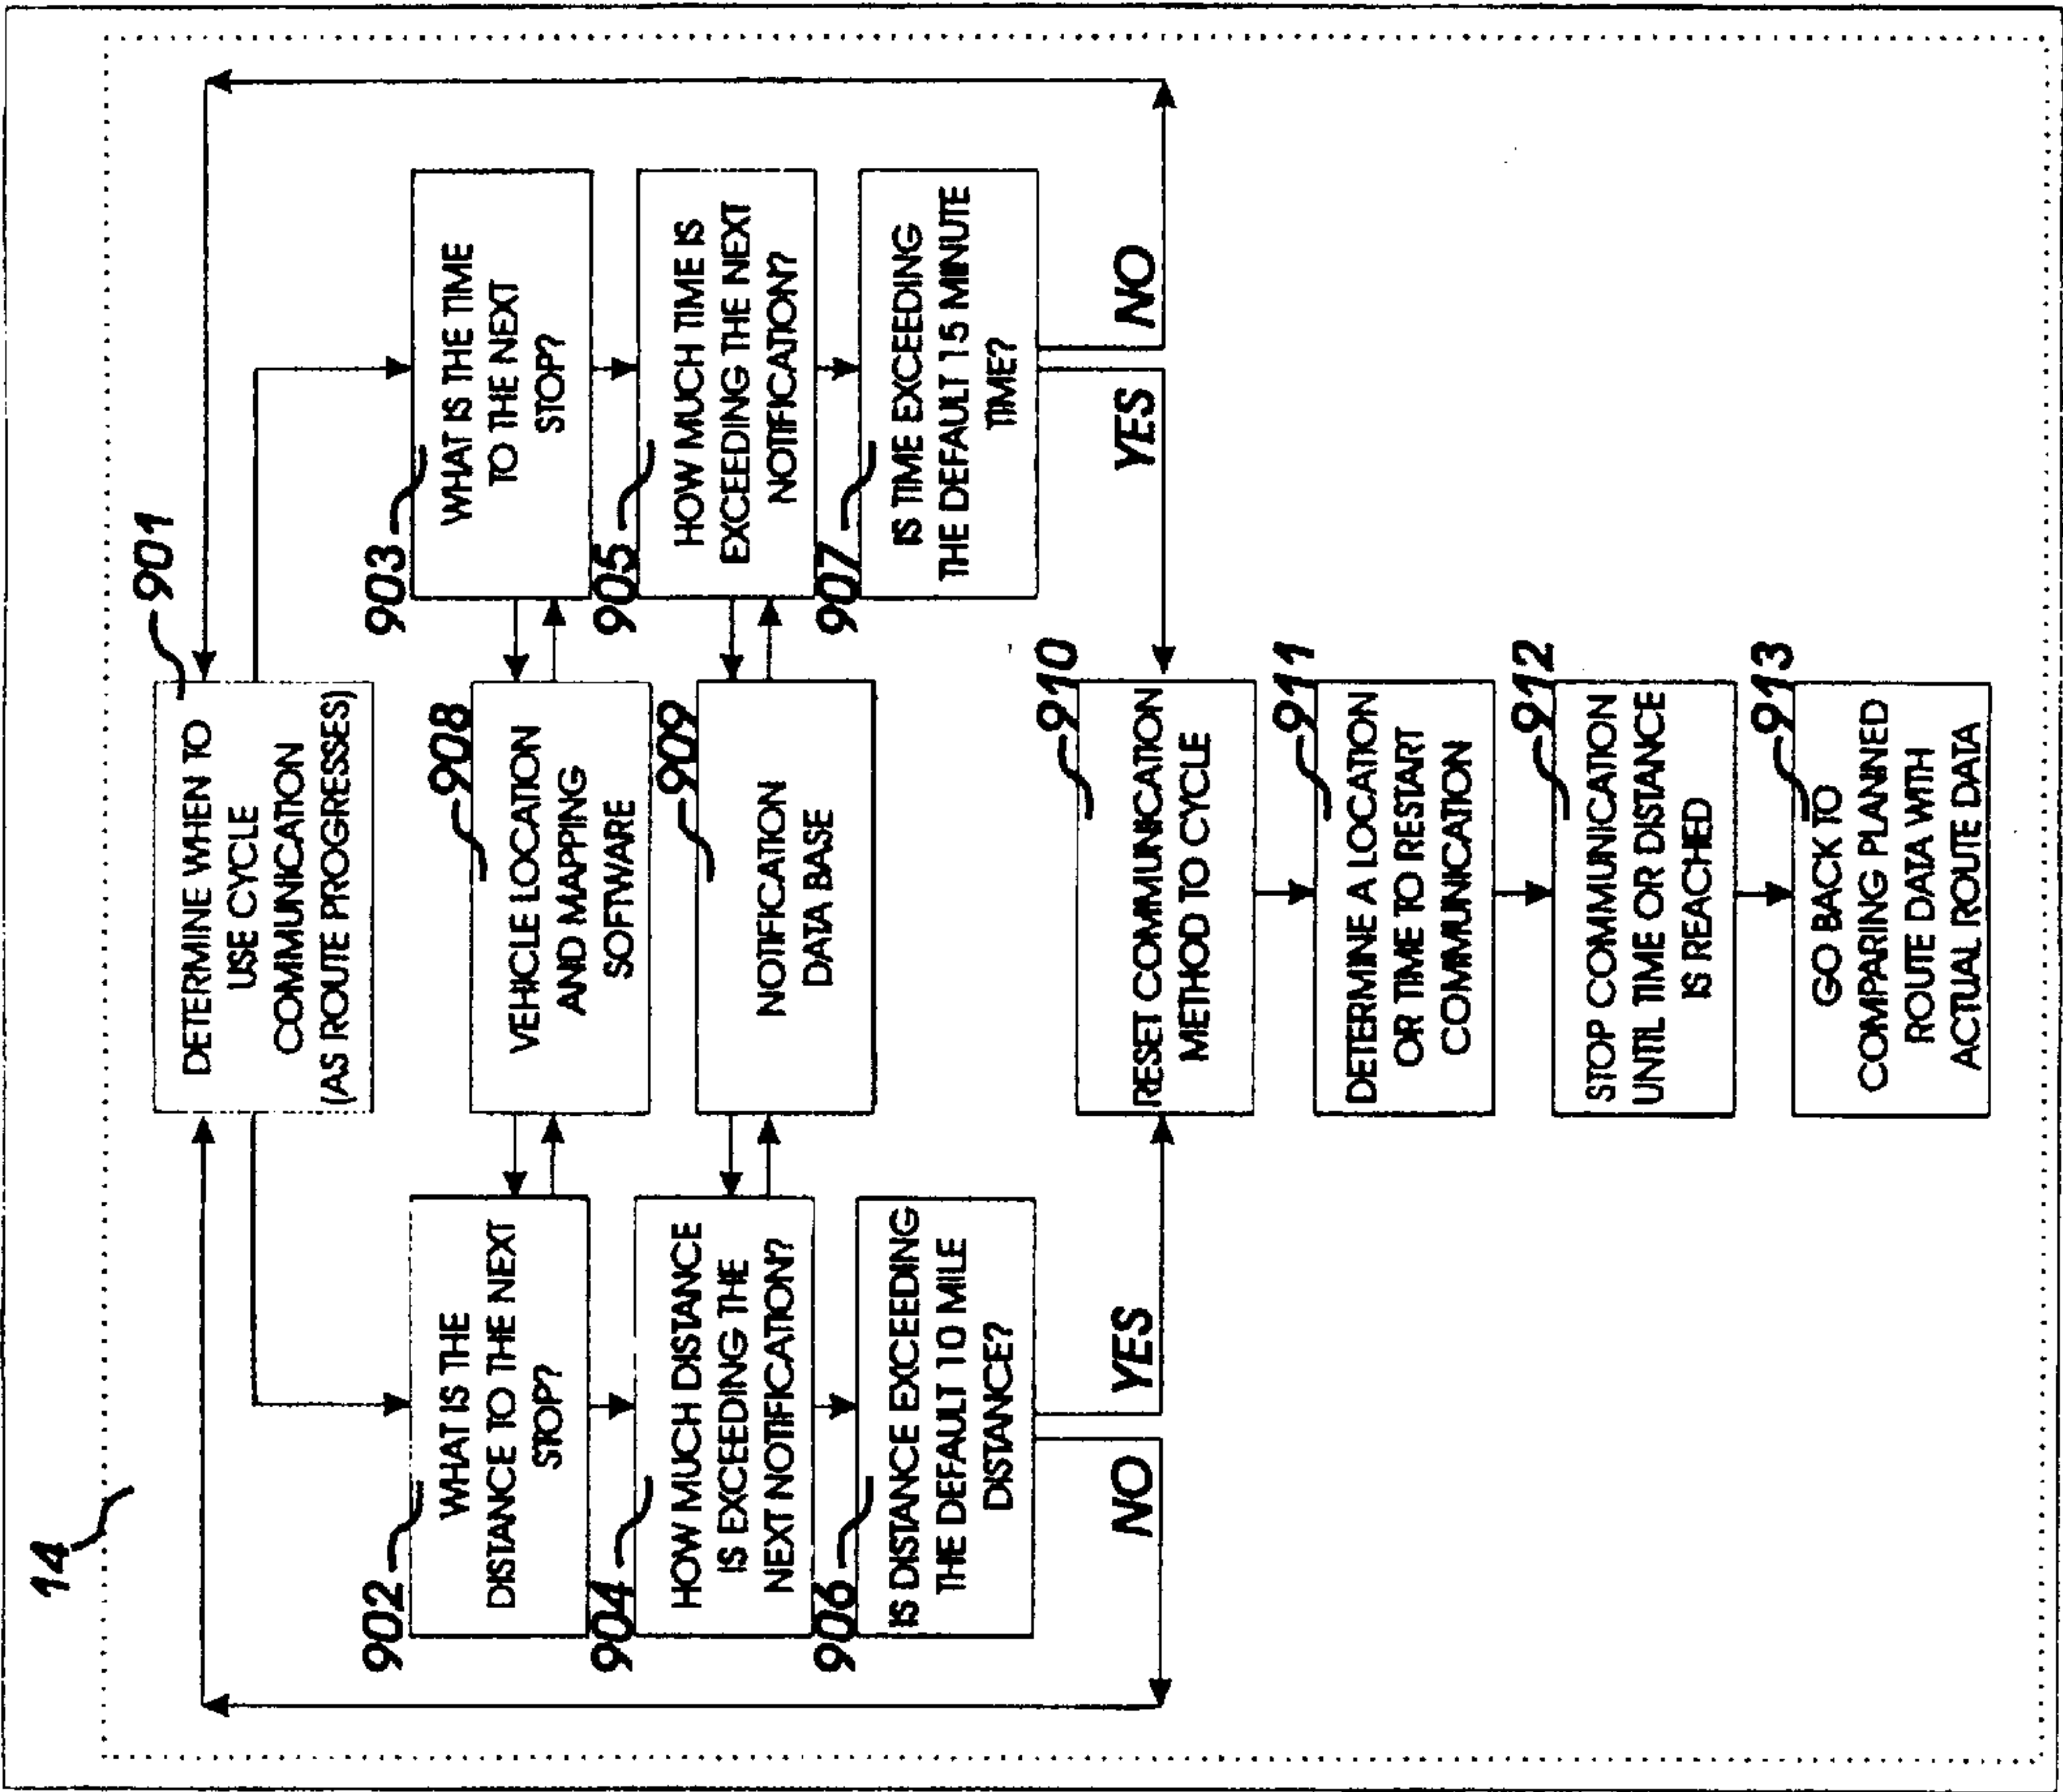 14
901
DETERMINE WHEN TO
USE CYCLE
COMMUNICATION
(AS ROUTE PROGRESSES)
902
WHAT IS THE
DISTANCE TO THE NEXT
STOP?
908
VEHICLE LOCATION
AND MAPPING
SOFTWARE
903
WHAT IS THE TIME
TO THE NEXT
STOP?
904
HOW MUCH DISTANCE
IS EXCEEDING THE
NEXT NOTIFICATION?
909
NOTIFICATION
DATA BASE
905
HOW MUCH TIME IS
EXCEEDING THE NEXT
NOTIFICATION?
906
IS DISTANCE EXCEEDING
THE DEFAULT 10 MILE
DISTANCE?
907
IS TIME EXCEEDING
THE DEFAULT 15 MINUTE
TIME?
NO
YES
YES
NO
910
RESET COMMUNICATION
METHOD TO CYCLE
911
DETERMINE A LOCATION
OR TIME TO RESTART
COMMUNICATION
912
STOP COMMUNICATION
UNTIL TIME OR DISTANCE
IS REACHED
913
GO BACK TO
COMPARING PLANNED
ROUTE DATA WITH
ACTUAL ROUTE DATA